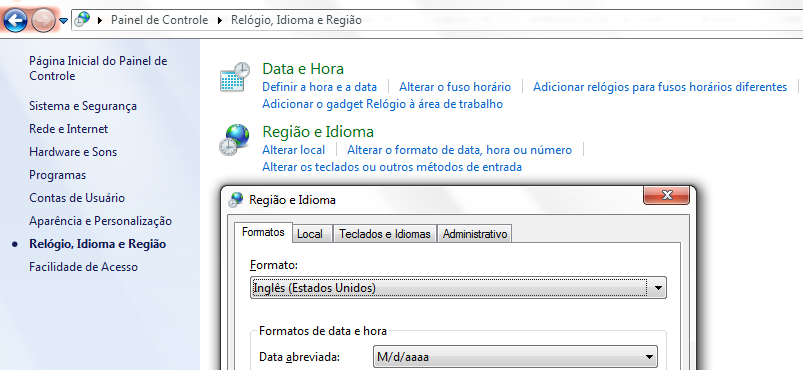 Painel de Controle Relógio, Idioma e Região
Página Inicial do Painel de
Controle
Sistema e Segurança
Rede e Internet
Hardware e Sons
Programas
Contas de Usuário
Aparência e Personalização
Relógio, Idioma e Região
Facilidade de Acesso
Data e Hora
Definir a hora e a data Alterar o fuso horário Adicionar relógios para fusos horários diferentes
Adicionar o gadget Relógio à área de trabalho
Região e Idioma
Alterar local Alterar o formato de data, hora ou número
Alterar os teclados ou outros métodos de entrada
Região e Idioma
Formatos Local Teclados e Idiomas Administrativo
Formato:
Inglês (Estados Unidos)
Formatos de data e hora
Data abreviada: M/d/aaaa